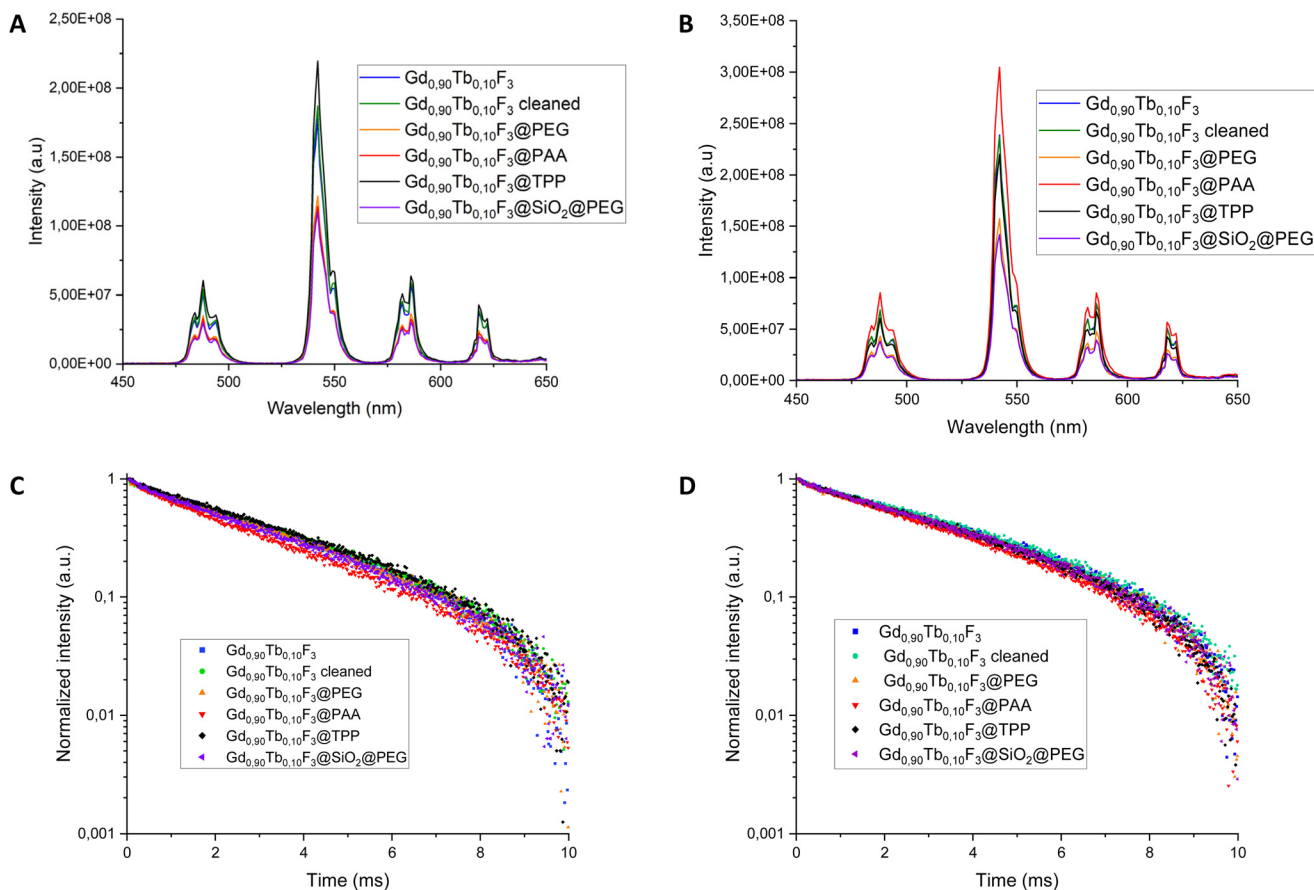 A
2,50E+08
2,00E+08
1,50E+08
1,00E+08
5,00E+07
0,00E+00
Intensity (a.u)
450 500 550 600 650
Wavelength (nm)
Gd0,90Tb0,10F3
Gd0,90Tb0,10F3 cleaned
Gd0,90Tb0,10F3@PEG
Gd0,90Tb0,10F3@PAA
Gd0,90Tb0,10F3@TPP
Gd0,90Tb0,10F3@SiO2@PEG
B
3,50E+08
3,00E+08
2,50E+08
2,00E+08
1,50E+08
1,00E+08
5,00E+07
0,00E+00
Intensity (a.u)
450 500 550 600 650
Wavelength (nm)
Gd0,90Tb0,10F3
Gd0,90Tb0,10F3 cleaned
Gd0,90Tb0,10F3@PEG
Gd0,90Tb0,10F3@PAA
Gd0,90Tb0,10F3@TPP
Gd0,90Tb0,10F3@SiO2@PEG
C
1
0,1
0,01
0,001
Normalized intensity (a.u.)
0 2 4 6 8 10
Time (ms)
Gd0,90Tb0,10F3
Gd0,90Tb0,10F3 cleaned
Gd0,90Tb0,10F3@PEG
Gd0,90Tb0,10F3@PAA
Gd0,90Tb0,10F3@TPP
Gd0,90Tb0,10F3@SiO2@PEG
D
1
0,1
0,01
0,001
Normalized intensity (a.u.)
0 2 4 6 8 10
Time (ms)
Gd0,90Tb0,10F3
Gd0,90Tb0,10F3 cleaned
Gd0,90Tb0,10F3@PEG
Gd0,90Tb0,10F3@PAA
Gd0,90Tb0,10F3@TPP
Gd0,90Tb0,10F3@SiO2@PEG